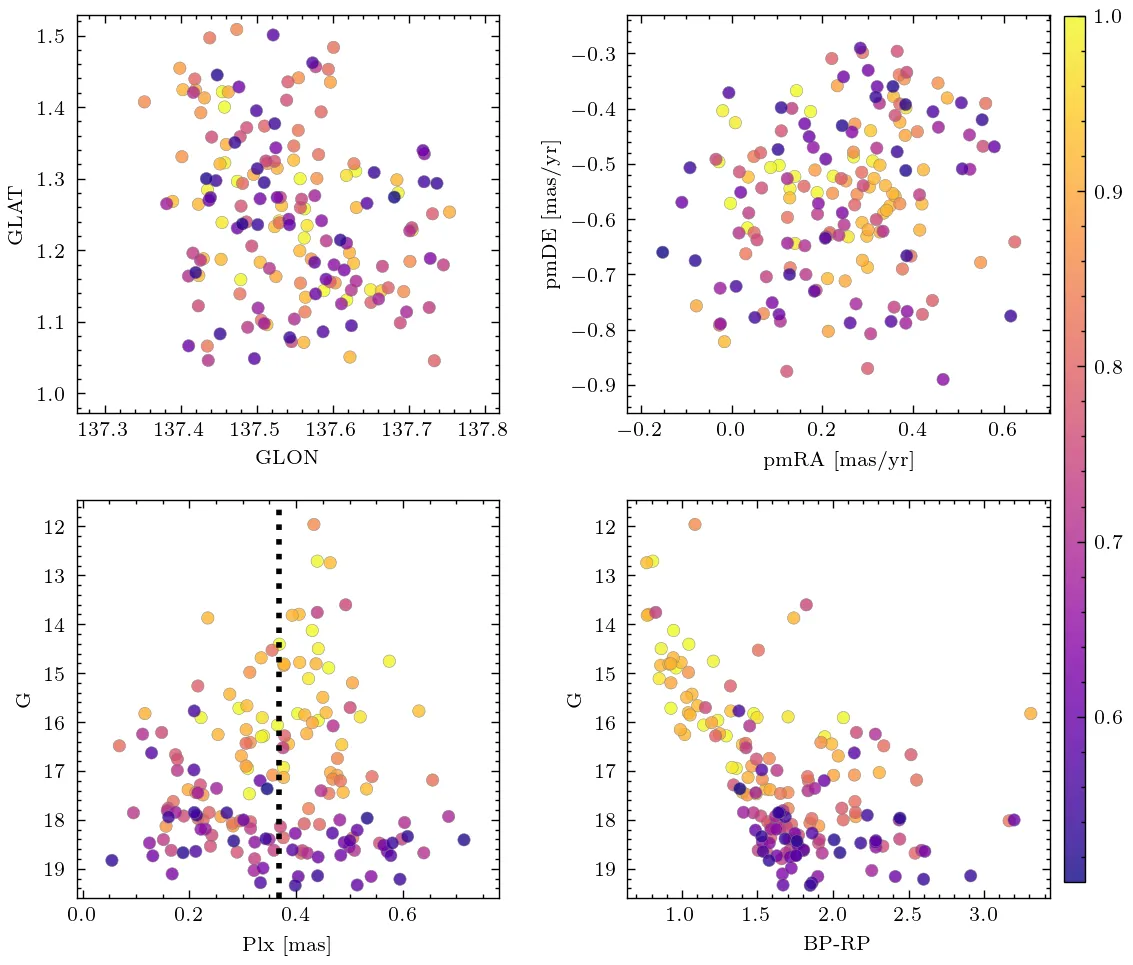 1.5
1.4
1.3
1.2
1.1
1.0
GLAT
137.3 137.4 137.5 137.6 137.7 137.8
GLON
−0.3
−0.4
−0.5
−0.6
−0.7
−0.8
−0.9
pmDE [mas/yr]
−0.2 0.0 0.2 0.4 0.6
pmRA [mas/yr]
1.0
0.9
0.8
0.7
0.6
12
13
14
15
16
17
18
19
G
0.0 0.2 0.4 0.6
Plx [mas]
12
13
14
15
16
17
18
19
G
1.0 1.5 2.0 2.5 3.0
BP-RP